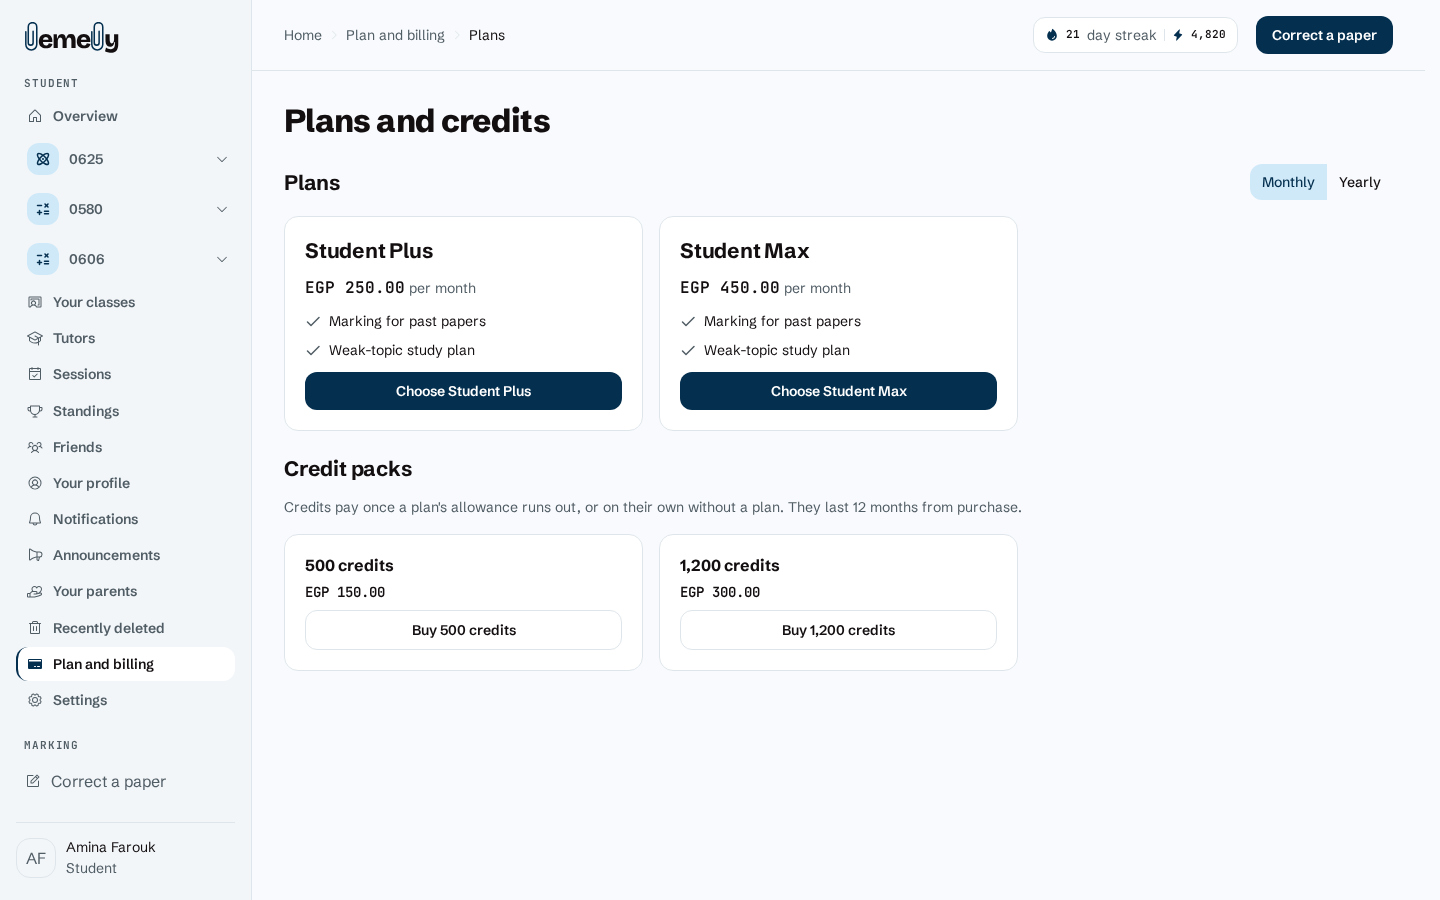 lemelly
STUDENT
Overview
0625
0580
0606
Your classes
Tutors
Sessions
Standings
Friends
Your profile
Notifications
Announcements
Your parents
Recently deleted
Plan and billing
Settings
MARKING
Correct a paper
AF
Amina Farouk
Student
Home Plan and billing Plans
21 day streak 4,820
Correct a paper
Plans and credits
Plans
Monthly Yearly
Student Plus
EGP 250.00 per month
Marking for past papers
Weak-topic study plan
Choose Student Plus
Student Max
EGP 450.00 per month
Marking for past papers
Weak-topic study plan
Choose Student Max
Credit packs
Credits pay once a plan's allowance runs out, or on their own without a plan. They last 12 months from purchase.
500 credits
EGP 150.00
Buy 500 credits
1,200 credits
EGP 300.00
Buy 1,200 credits